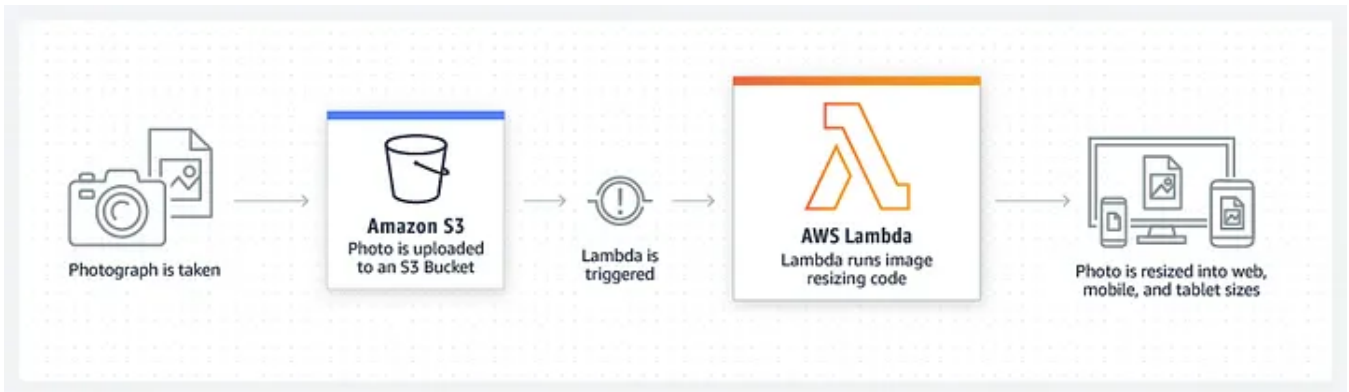 Photograph is taken
Amazon S3
Photo is uploaded
to an S3 Bucket
Lambda is
triggered
AWS Lambda
Lambda runs image
resizing code
Photo is resized into web,
mobile, and tablet sizes